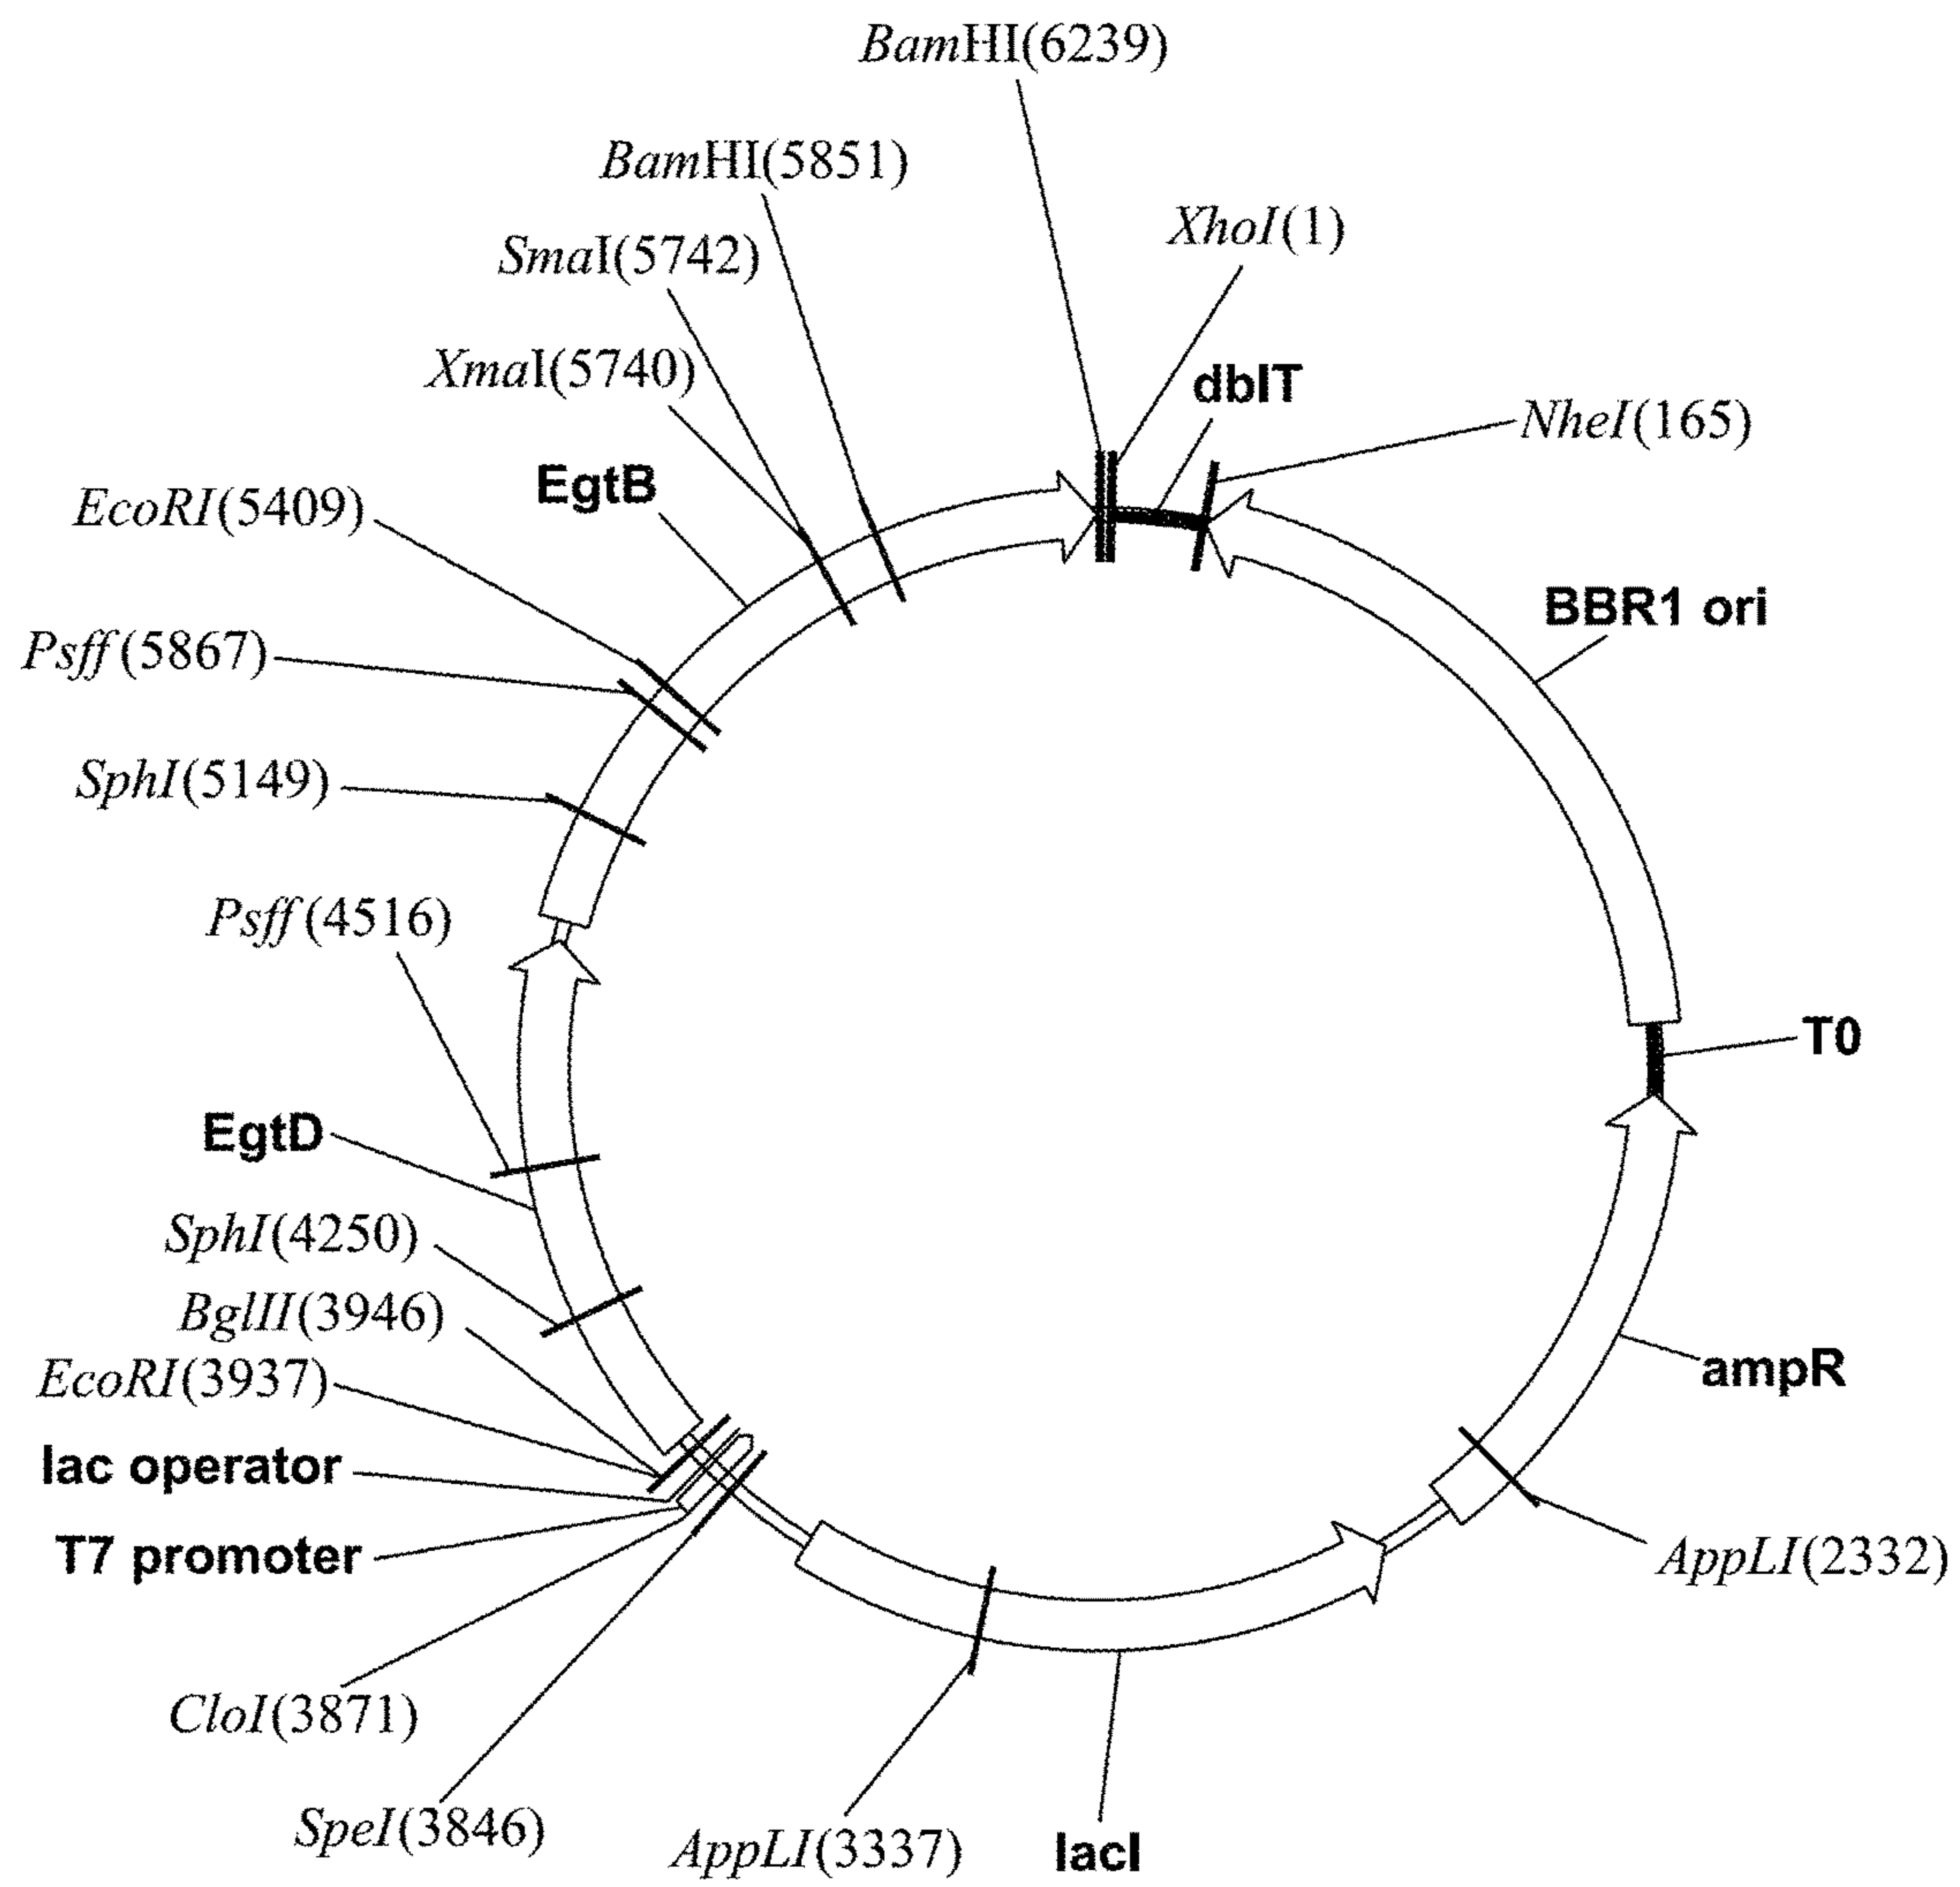 BamHI(6239)
BamHI(5851)
XhoI(1)
SmaI(5742)
XmaI(5740)
dblT
NheI(165)
EgtB
EcoRI(5409)
BBR1 ori
Psff(5867)
SphI(5149)
Psff(4516)
T0
EgtD
SphI(4250)
BglII(3946)
EcoRI(3937)
ampR
lac operator
T7 promoter
AppLI(2332)
CloI(3871)
SpeI(3846)
AppLI(3337)
lacI